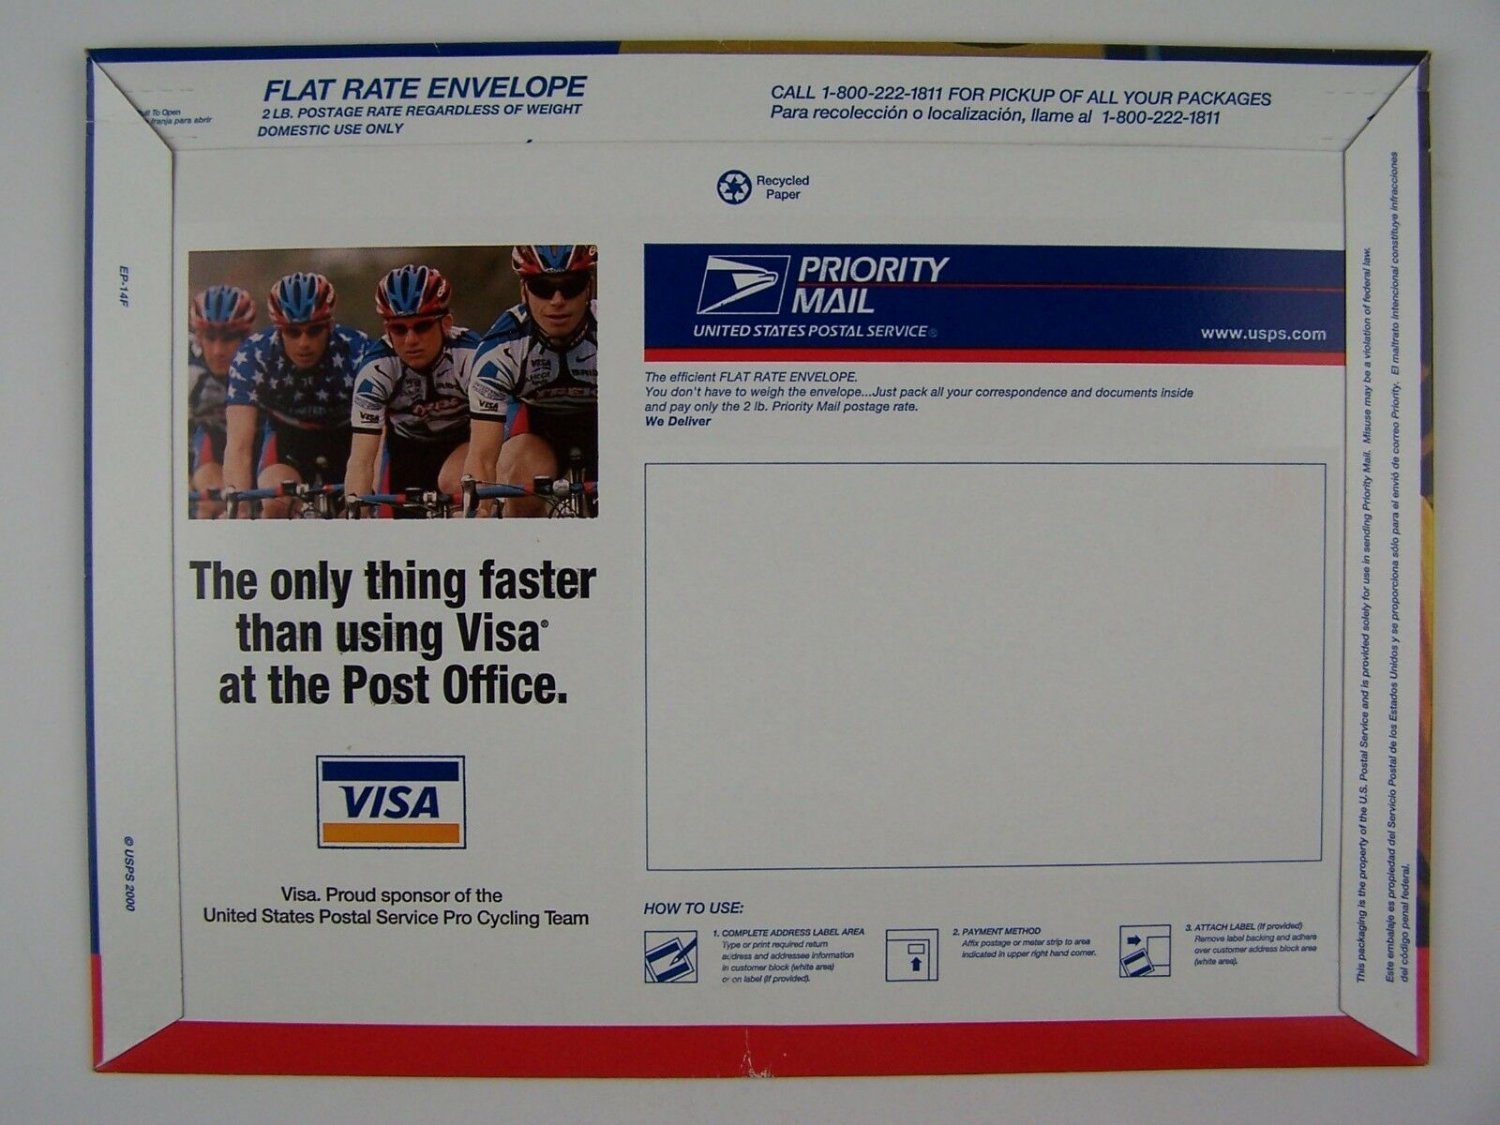 FLAT RATE ENVELOPE
2 LB. POSTAGE RATE REGARDLESS OF WEIGHT
DOMESTIC USE ONLY
CALL 1-800-222-1811 FOR PICKUP OF ALL YOUR PACKAGES
Para recolección o localización, llame al 1-800-222-1811
To Open
franja para abrir
Recycled
Paper
EP-14F
© USPS 2000
VISA
VISA
VISA
The only thing faster
than using Visa®
at the Post Office.
VISA
Visa. Proud sponsor of the
United States Postal Service Pro Cycling Team
PRIORITY
MAIL
UNITED STATES POSTAL SERVICE®
www.usps.com
The efficient FLAT RATE ENVELOPE.
You don't have to weigh the envelope...Just pack all your correspondence and documents inside
and pay only the 2 lb. Priority Mail postage rate.
We Deliver
HOW TO USE:
1. COMPLETE ADDRESS LABEL AREA
Type or print required return
address and addressee information
in customer block (white area)
or on label (if provided).
2. PAYMENT METHOD
Affix postage or meter strip to area
indicated in upper right hand corner.
3. ATTACH LABEL (if provided)
Remove label backing and adhere
over customer address block area
(white area).
This packaging is the property of the U.S. Postal Service and is provided solely for use in sending Priority Mail. Misuse may be a violation of federal law.
Este embalaje es propiedad del Servicio Postal de los Estados Unidos y se proporciona sólo para el envió de correo Priority. El maltrato intencional constituye infracciones
del código penal federal.